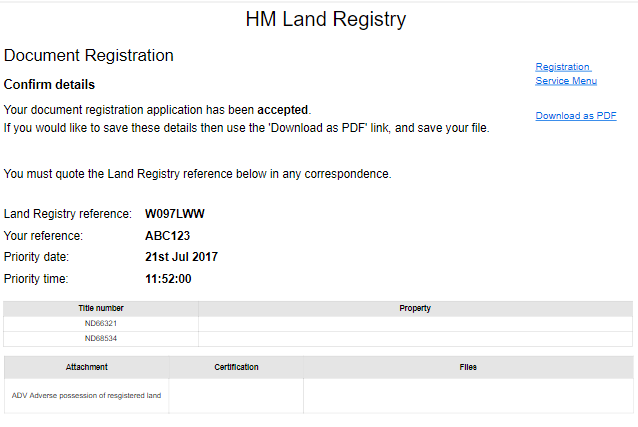 HM Land Registry
Document Registration
Registration
Service Menu
Confirm details
Your document registration application has been accepted.
Download as PDF
If you would like to save these details then use the 'Download as PDF' link, and save your file.
You must quote the Land Registry reference below in any correspondence.
Land Registry reference: W097LWW
Your reference: ABC123
Priority date: 21st Jul 2017
Priority time: 11:52:00
Title number Property
ND66321
ND68534
Attachment Certification Files
ADV Adverse possession of resgistered land